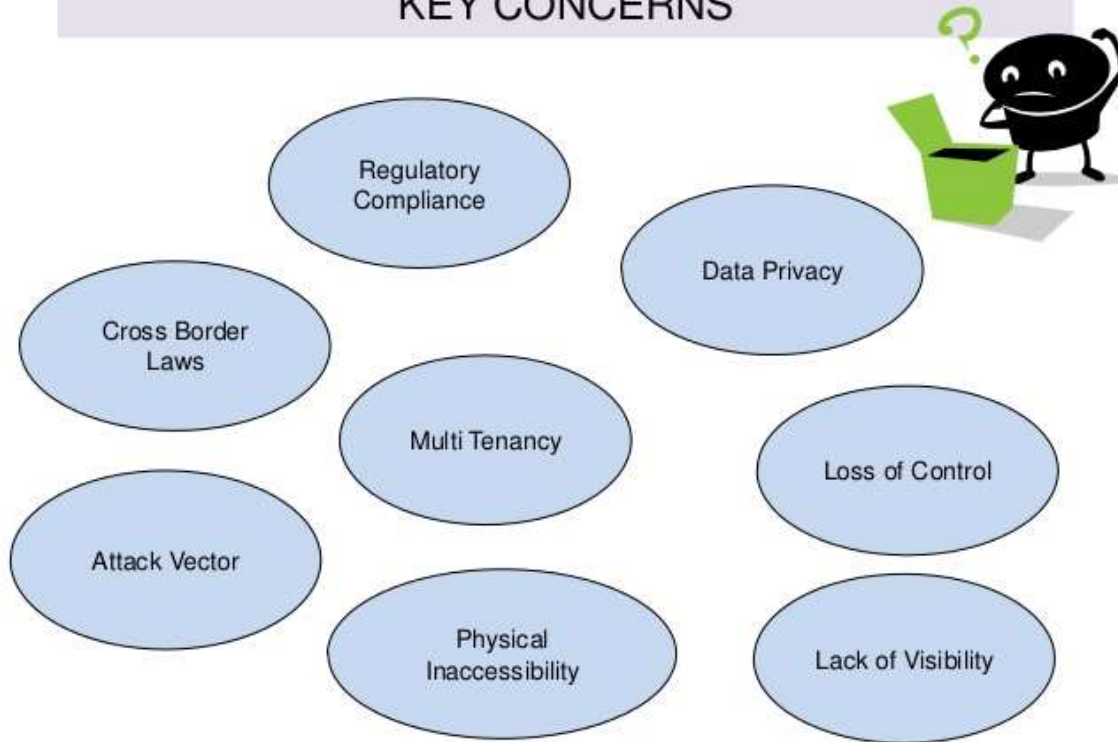 KEY CONCERNS
?
Regulatory
Compliance
Data Privacy
Cross Border
Laws
Multi Tenancy
Loss of Control
Attack Vector
Physical
Inaccessibility
Lack of Visibility